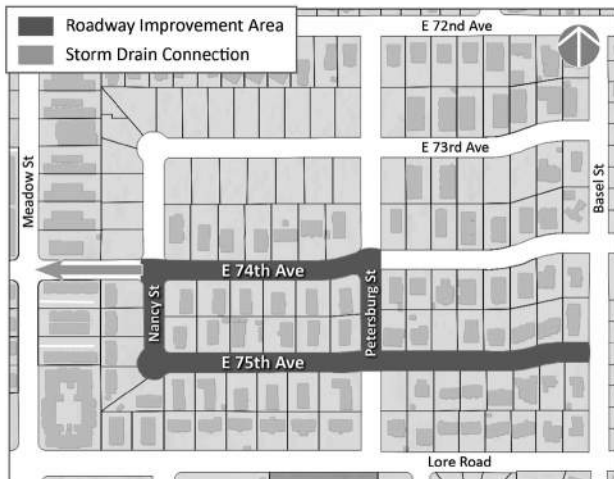 Roadway Improvement Area
Storm Drain Connection
E 72nd Ave
E 73rd Ave
Meadow St
Basel St
E 74th Ave
Nancy St
Petersburg St
E 75th Ave
Lore Road